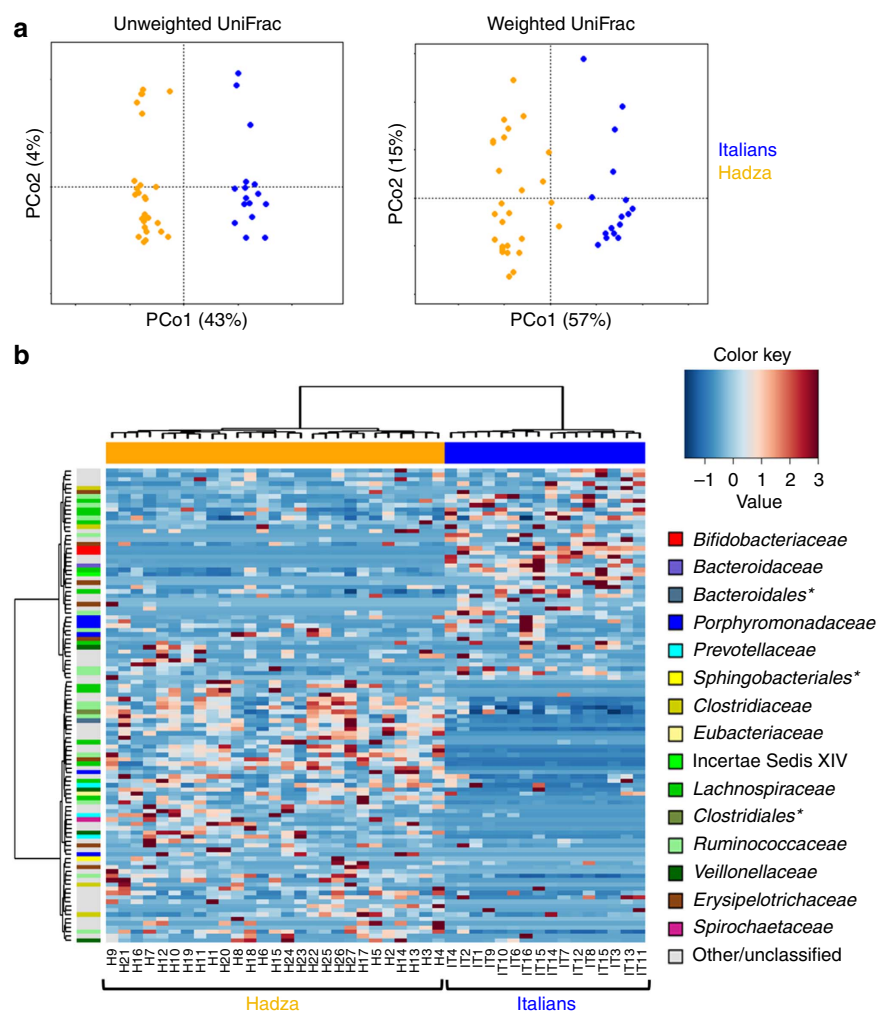 a
Unweighted UniFrac
Weighted UniFrac
PCo2 (4%)
PCo1 (43%)
PCo2 (15%)
PCo1 (57%)
Italians
Hadza
b
Color key
−1 0 1 2 3
Value
Bifidobacteriaceae
Bacteroidaceae
Bacteroidales*
Porphyromonadaceae
Prevotellaceae
Sphingobacteriales*
Clostridiaceae
Eubacteriaceae
Incertae Sedis XIV
Lachnospiraceae
Clostridiales*
Ruminococcaceae
Veillonellaceae
Erysipelotrichaceae
Spirochaetaceae
Other/unclassified
H9 H21 H16 H7 H12 H10 H19 H11 H1 H20 H8 H18 H6 H15 H24 H23 H22 H25 H26 H27 H17 H5 H2 H14 H13 H3 H4 IT4 IT2 IT1 IT9 IT10 IT6 IT16 IT15 IT14 IT7 IT12 IT8 IT5 IT3 IT13 IT11
Hadza
Italians